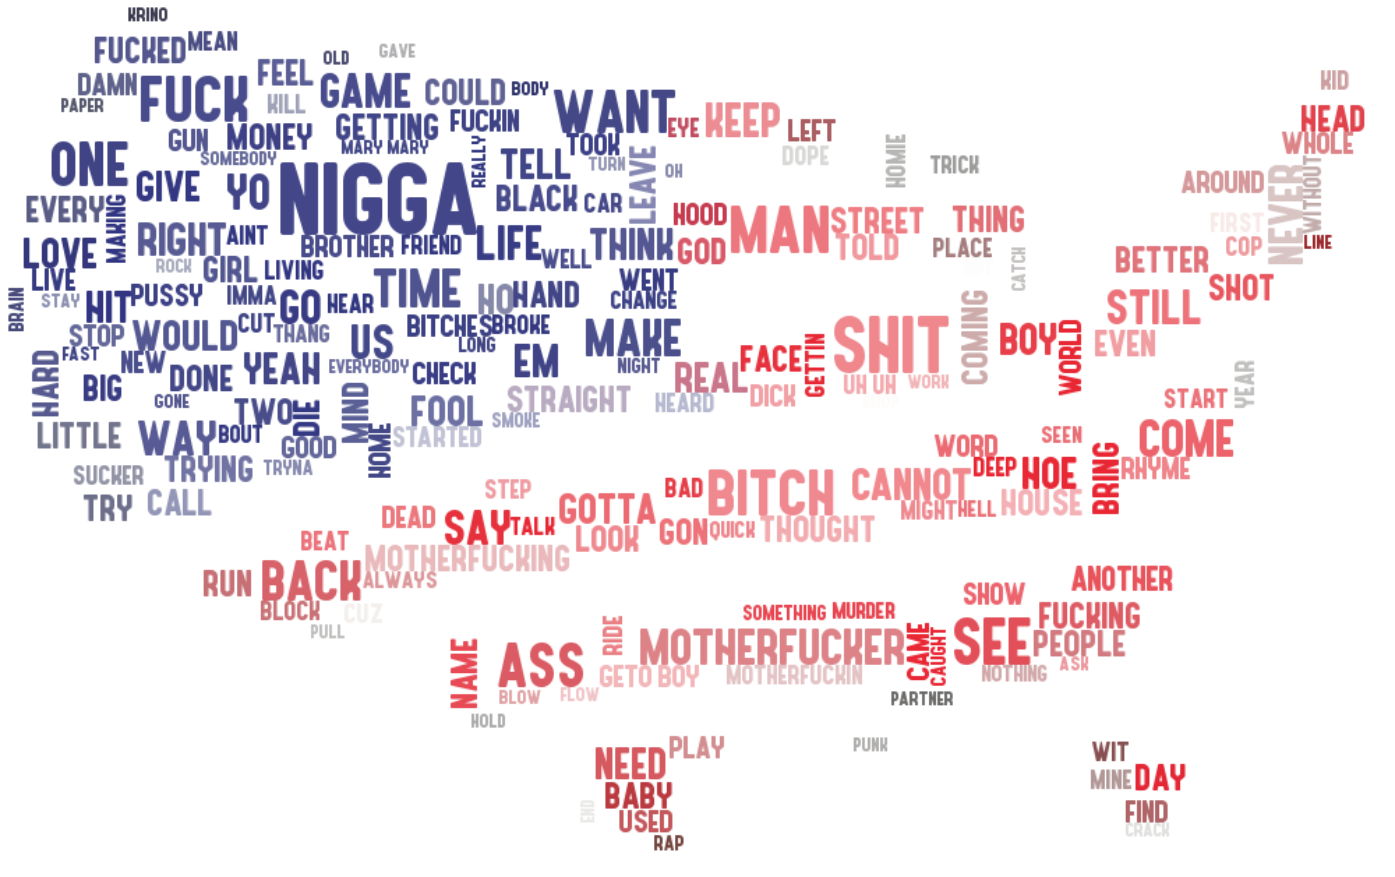 KRINO
FUCKED MEAN
OLD GAVE
DAMN FEEL
PAPER FUCK KILL GAME COULD BODY WANT
KID
GUN MONEY GETTING FUCKIN
EYE KEEP LEFT
HEAD
SOMEBODY MARY MARY TOOK
DOPE HOMIE TRICK
WHOLE
ONE GIVE YO NIGGA REALLY TELL TURN LEAVE OH
AROUND NEVER WITHOUT
EVERY MAKING BLACK CAR
HOOD MAN STREET THING
FIRST
RIGHT AINT BROTHER FRIEND LIFE WELL THINK
GOD TOLD PLACE CATCH
COP LINE
LOVE ROCK GIRL LIVING
BETTER
LIVE TIME WENT
SHOT
BRAIN STAY HIT PUSSY IMMA GO HEAR HO HAND CHANGE
STILL
STOP WOULD CUT THANG US BITCHES BROKE MAKE
SHIT COMING BOY WORLD EVEN
FAST LONG
HARD NEW YEAH EVERYBODY CHECK EM NIGHT
REAL FACE GETTIN
BIG DONE
DICK UH UH WORK
YEAR
GONE TWO DIE MIND FOOL STRAIGHT HEARD
START
SMOKE
LITTLE WAY BOUT GOOD HOME STARTED
WORD SEEN COME
SUCKER TRYING TRYNA
DEEP HOE BRING RHYME
TRY CALL
STEP BAD BITCH CANNOT
HOUSE
DEAD SAY TALK GOTTA
MIGHT HELL
LOOK GON QUICK THOUGHT
BEAT MOTHERFUCKING
RUN BACK ALWAYS
ANOTHER
BLOCK CUZ
SHOW
PULL
SOMETHING MURDER
FUCKING
NAME ASS RIDE MOTHERFUCKER CAME CAUGHT SEE PEOPLE
GETO BOY MOTHERFUCKIN
NOTHING ASK
BLOW FLOW
PARTNER
HOLD
PLAY PUNK
WIT
NEED
MINE DAY
BABY
END USED
FIND
RAP
CRACK